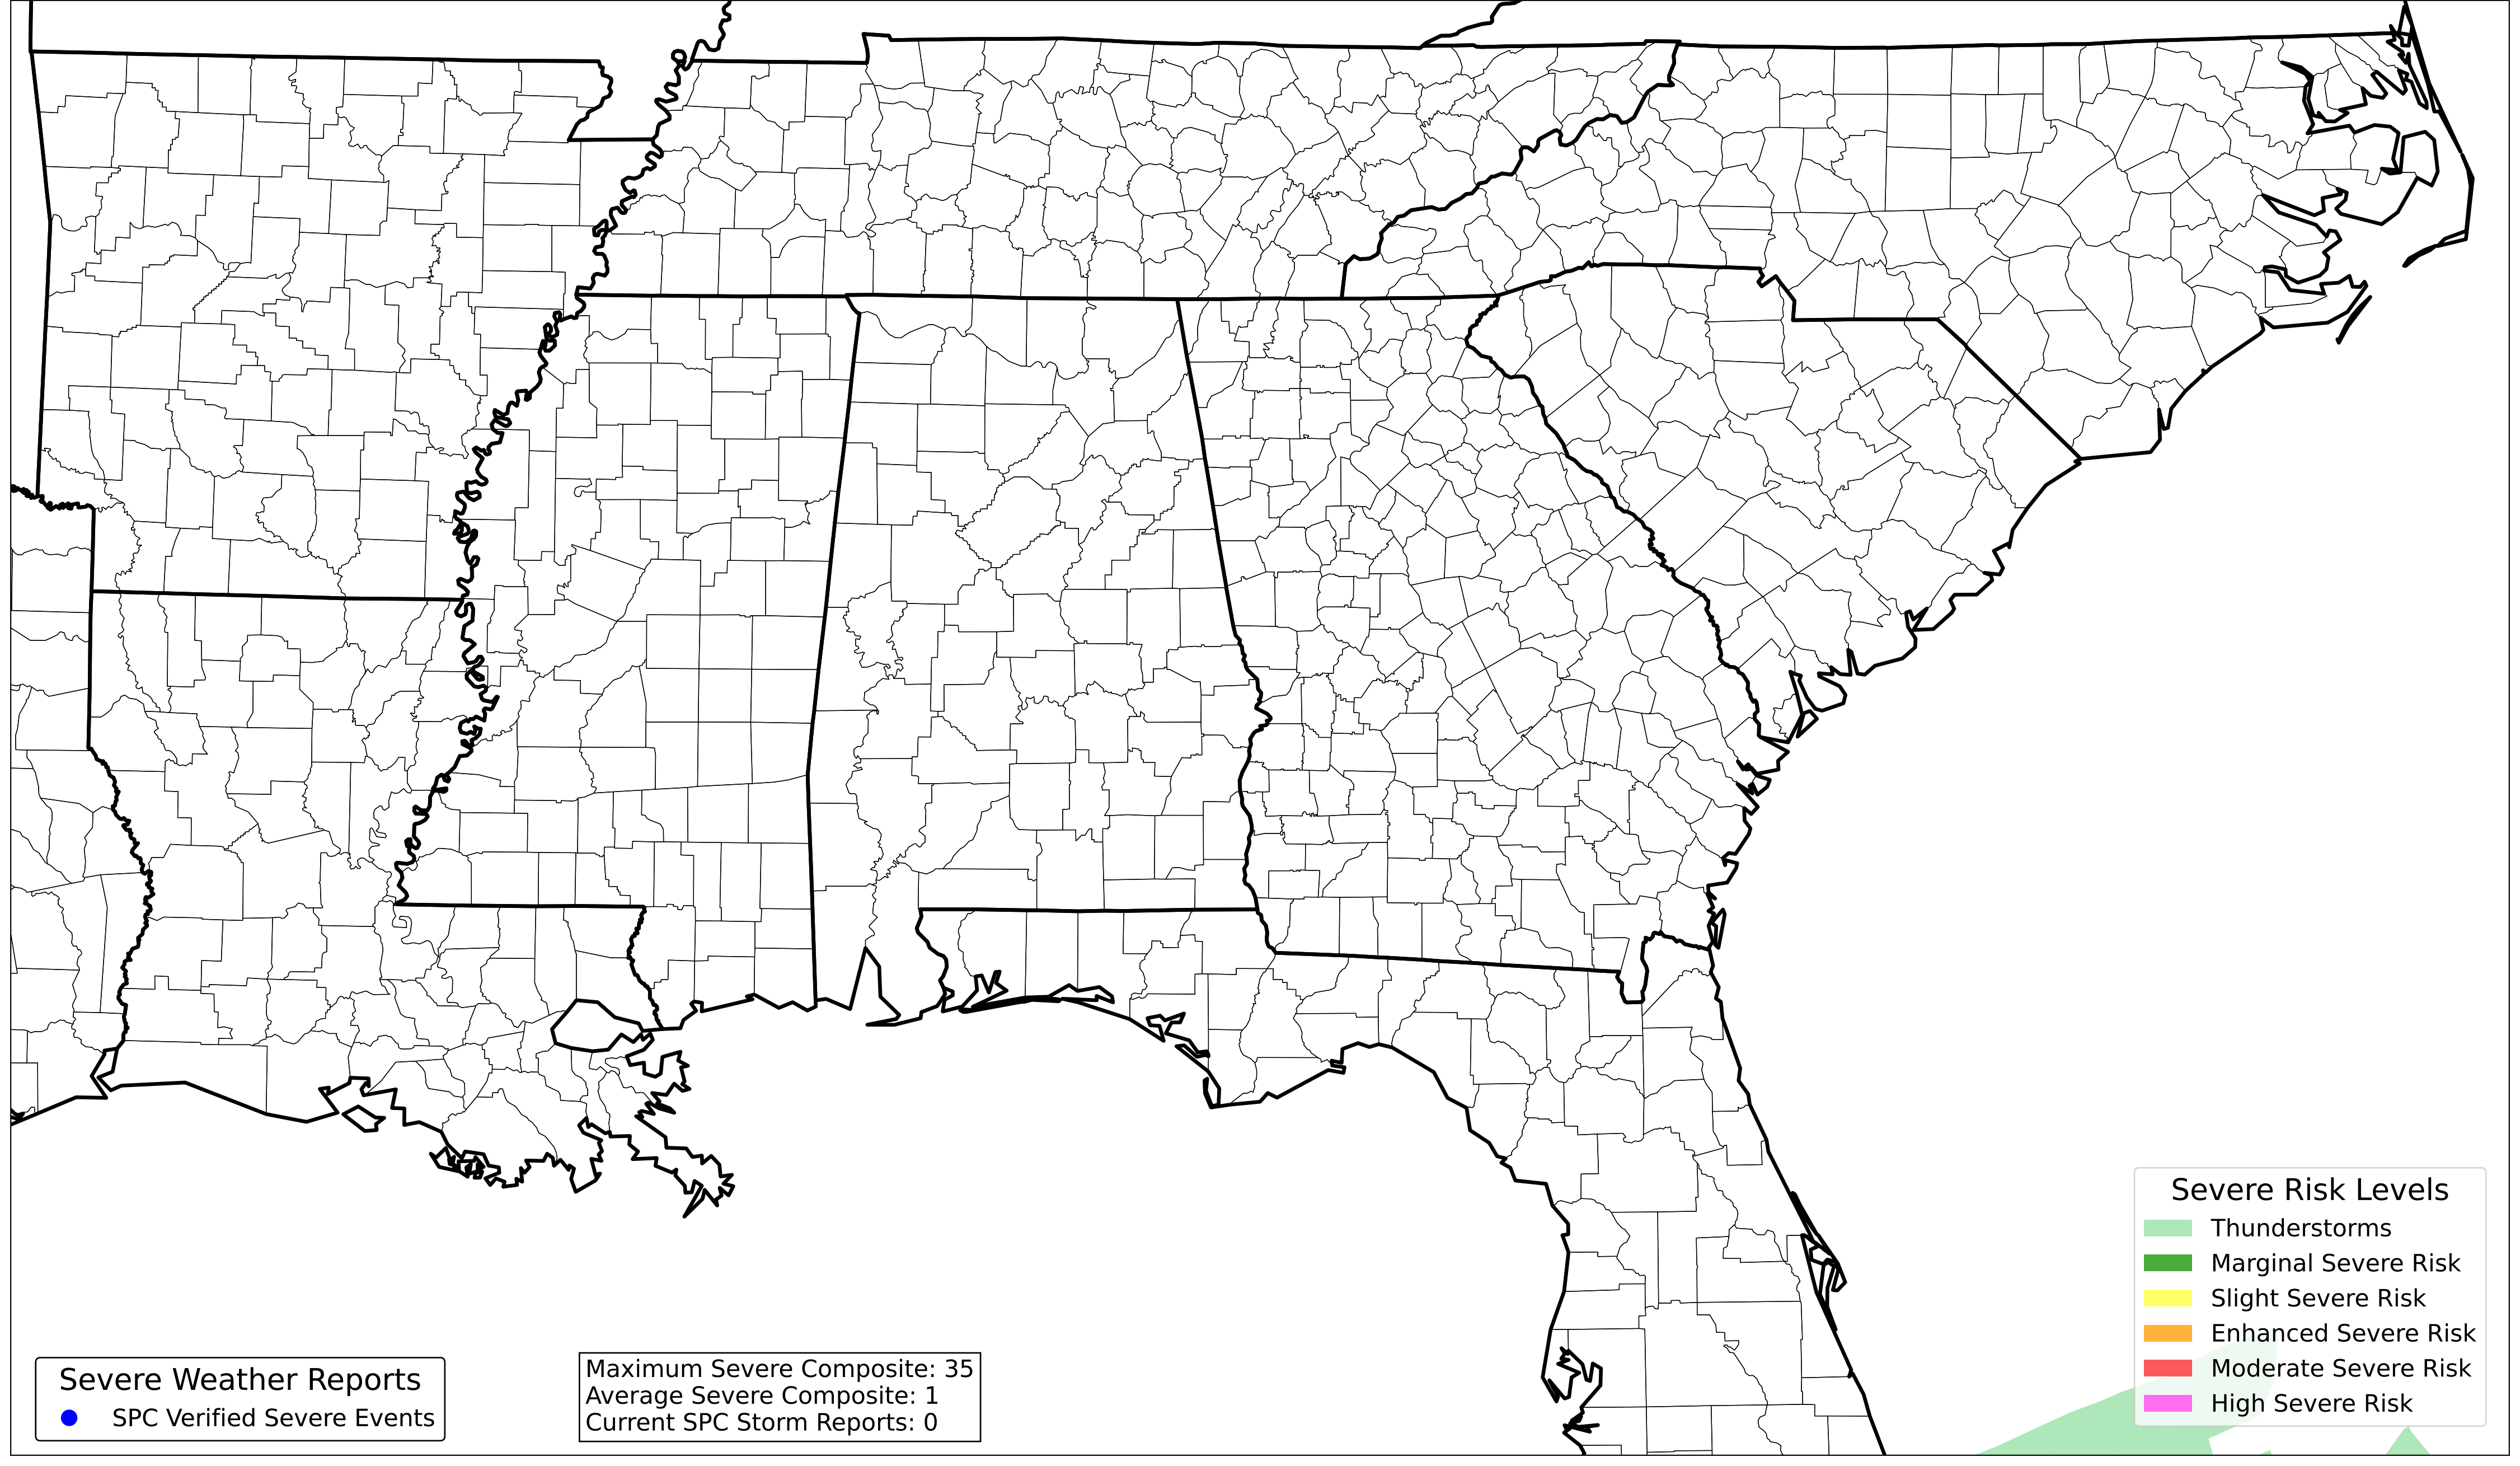 Severe Weather Reports
SPC Verified Severe Events
Maximum Severe Composite: 35
Average Severe Composite: 1
Current SPC Storm Reports: 0
Severe Risk Levels
Thunderstorms
Marginal Severe Risk
Slight Severe Risk
Enhanced Severe Risk
Moderate Severe Risk
High Severe Risk